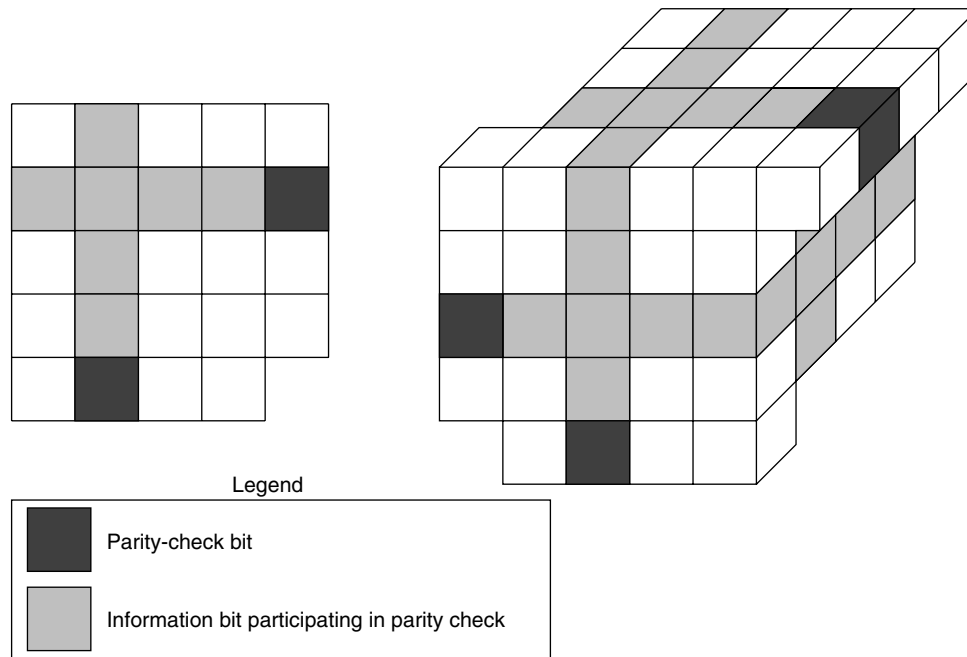 Legend
Parity-check bit
Information bit participating in parity check